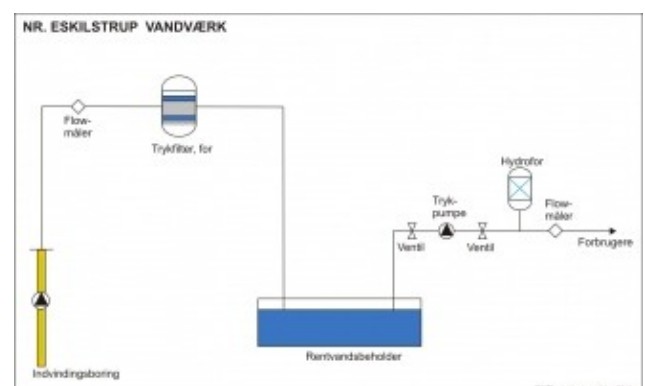 NR. ESKILSTRUP VANDVÆRK
Flow-
måler
Trykfilter, for
Hydrofor
Tryk-
pumpe
Flow-
måler
Ventil
Ventil
Forbrugere
Rentvandsbeholder
Indvindingsboring